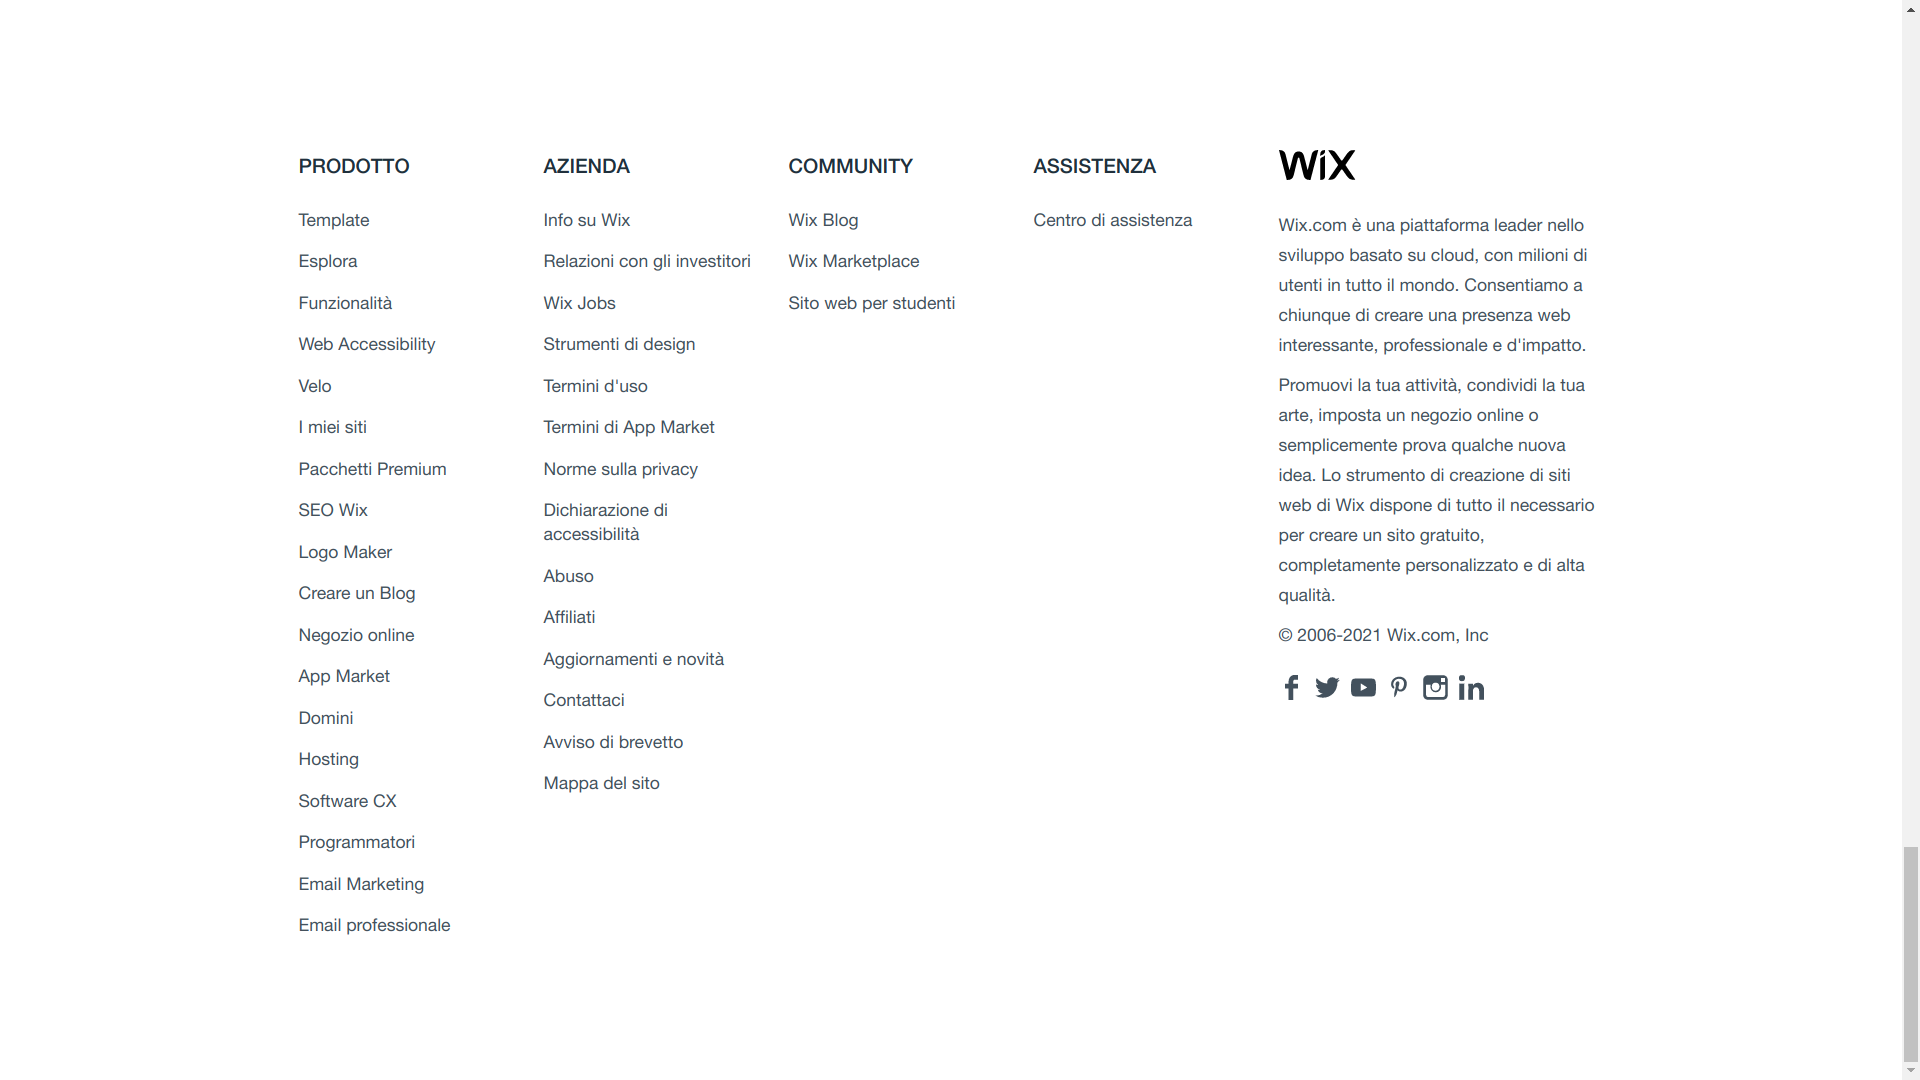 PRODOTTO
Template
Esplora
Funzionalità
Web Accessibility
Velo
I miei siti
Pacchetti Premium
SEO Wix
Logo Maker
Creare un Blog
Negozio online
App Market
Domini
Hosting
Software CX
Programmatori
Email Marketing
Email professionale
AZIENDA
Info su Wix
Relazioni con gli investitori
Wix Jobs
Strumenti di design
Termini d'uso
Termini di App Market
Norme sulla privacy
Dichiarazione di
accessibilità
Abuso
Affiliati
Aggiornamenti e novità
Contattaci
Avviso di brevetto
Mappa del sito
COMMUNITY
Wix Blog
Wix Marketplace
Sito web per studenti
ASSISTENZA
Centro di assistenza
WiX
Wix.com è una piattaforma leader nello
sviluppo basato su cloud, con milioni di
utenti in tutto il mondo. Consentiamo a
chiunque di creare una presenza web
interessante, professionale e d'impatto.
Promuovi la tua attività, condividi la tua
arte, imposta un negozio online o
semplicemente prova qualche nuova
idea. Lo strumento di creazione di siti
web di Wix dispone di tutto il necessario
per creare un sito gratuito,
completamente personalizzato e di alta
qualità.
© 2006-2021 Wix.com, Inc